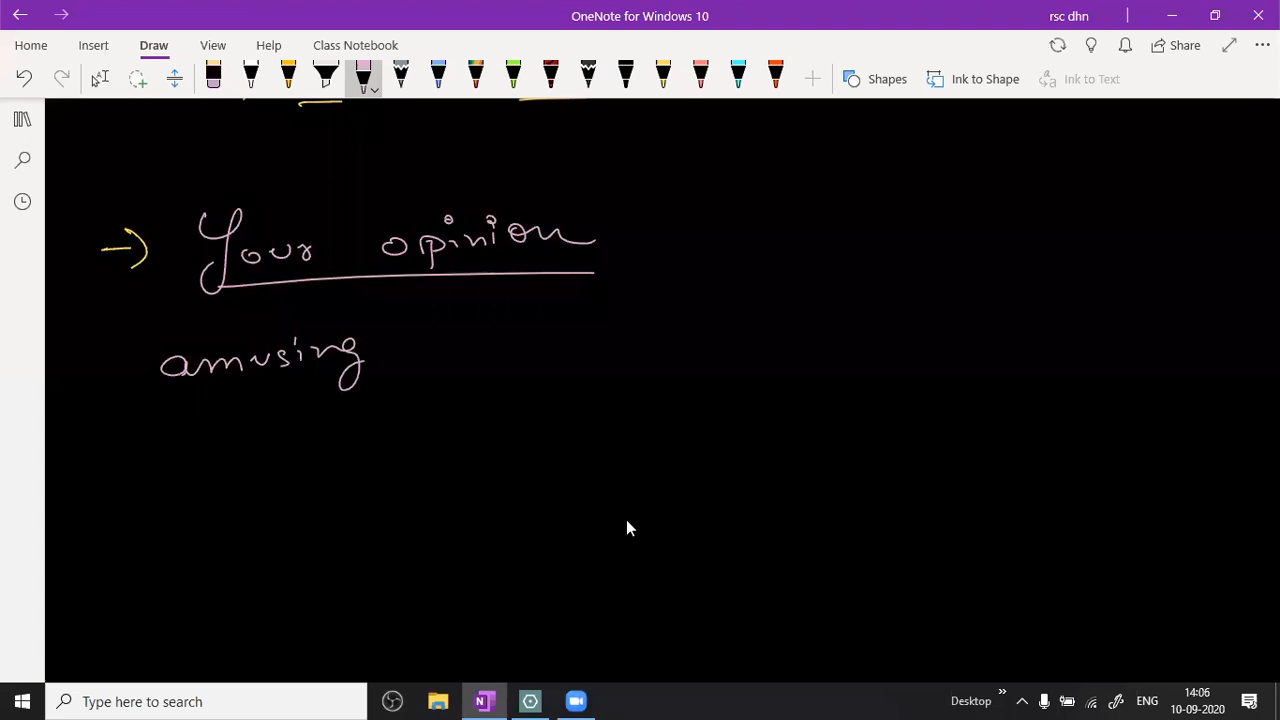 OneNote for Windows 10
rsc dhn
Home Insert Draw View Help Class Notebook
Share
Shapes Ink to Shape Ink to Text
→ Your opinion
amusing
Type here to search
Desktop
ENG
14:06
10-09-2020